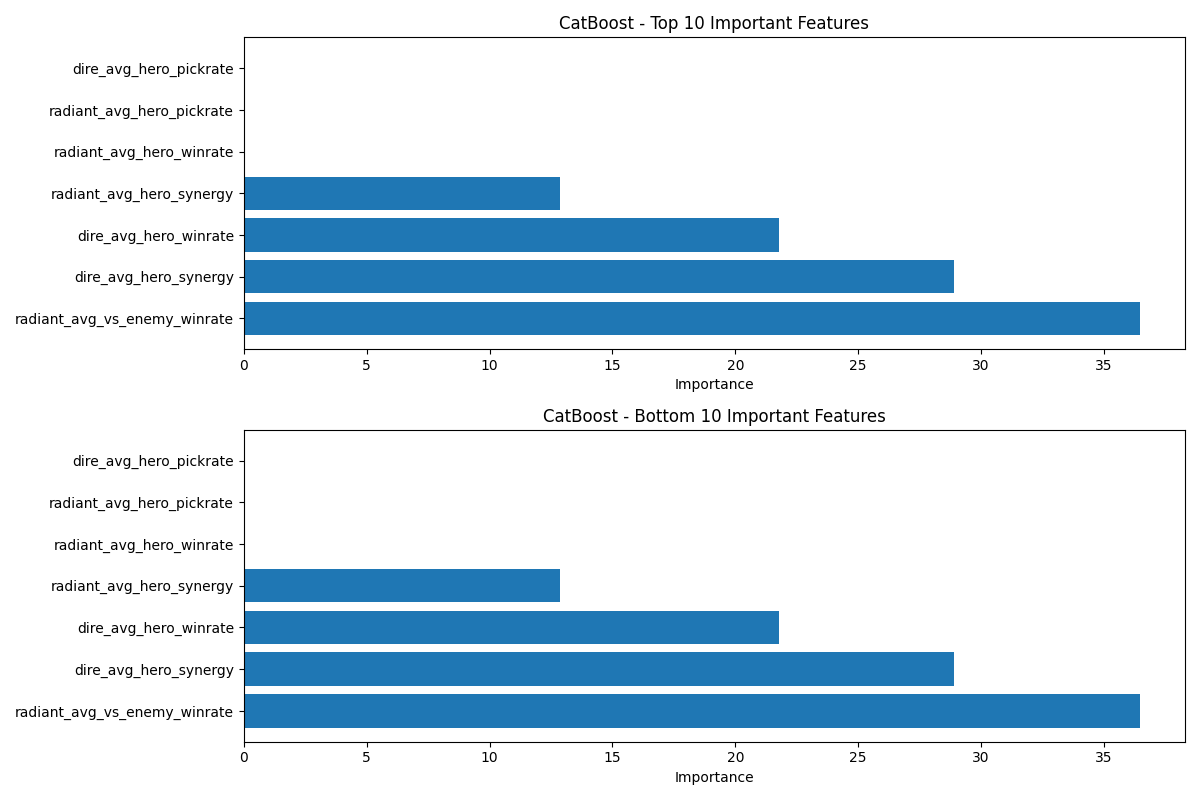 CatBoost - Top 10 Important Features
dire_avg_hero_pickrate
radiant_avg_hero_pickrate
radiant_avg_hero_winrate
radiant_avg_hero_synergy
dire_avg_hero_winrate
dire_avg_hero_synergy
radiant_avg_vs_enemy_winrate
0 5 10 15 20 25 30 35
Importance
CatBoost - Bottom 10 Important Features
dire_avg_hero_pickrate
radiant_avg_hero_pickrate
radiant_avg_hero_winrate
radiant_avg_hero_synergy
dire_avg_hero_winrate
dire_avg_hero_synergy
radiant_avg_vs_enemy_winrate
0 5 10 15 20 25 30 35
Importance